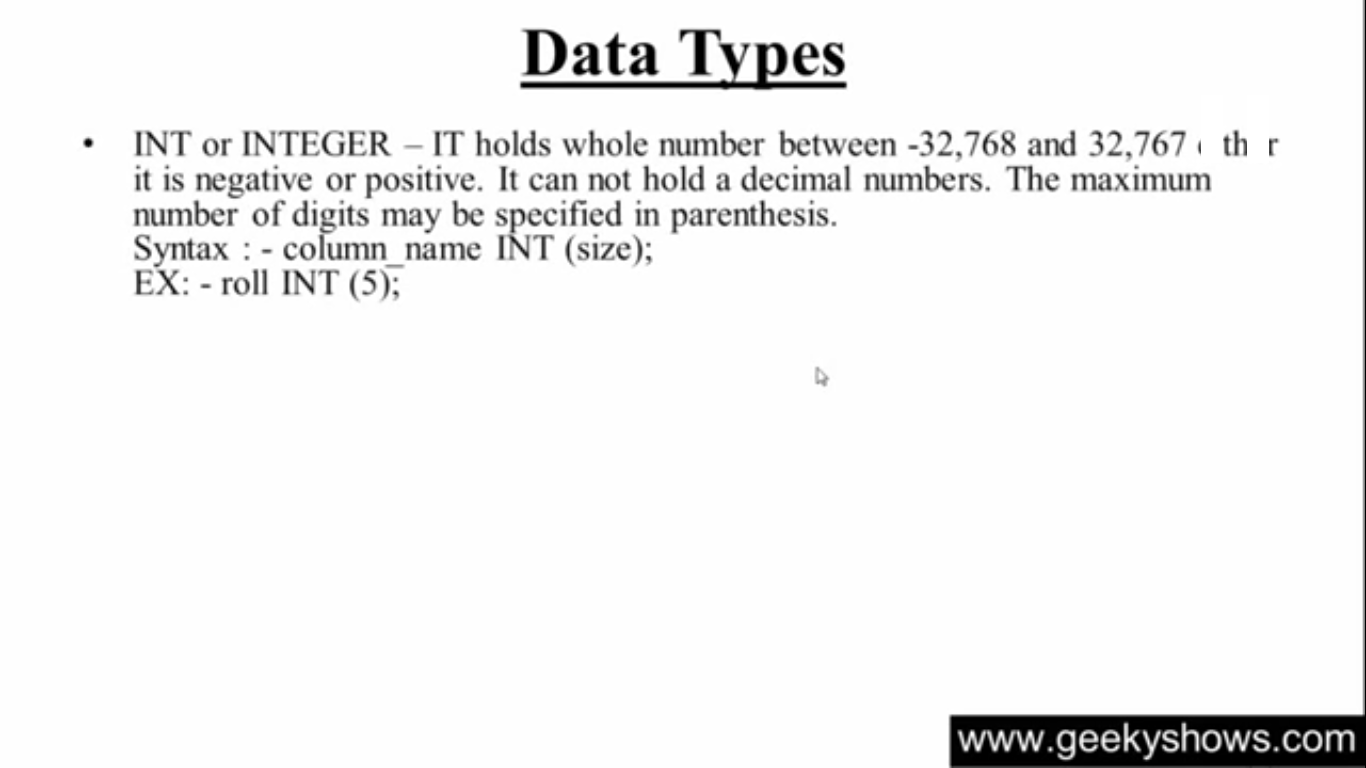 Data Types
• INT or INTEGER – IT holds whole number between -32,768 and 32,767
it is negative or positive. It can not hold a decimal numbers. The maximum
number of digits may be specified in parenthesis.
Syntax : - column_name INT (size);
EX: - roll INT (5);
www.geekyshows.com